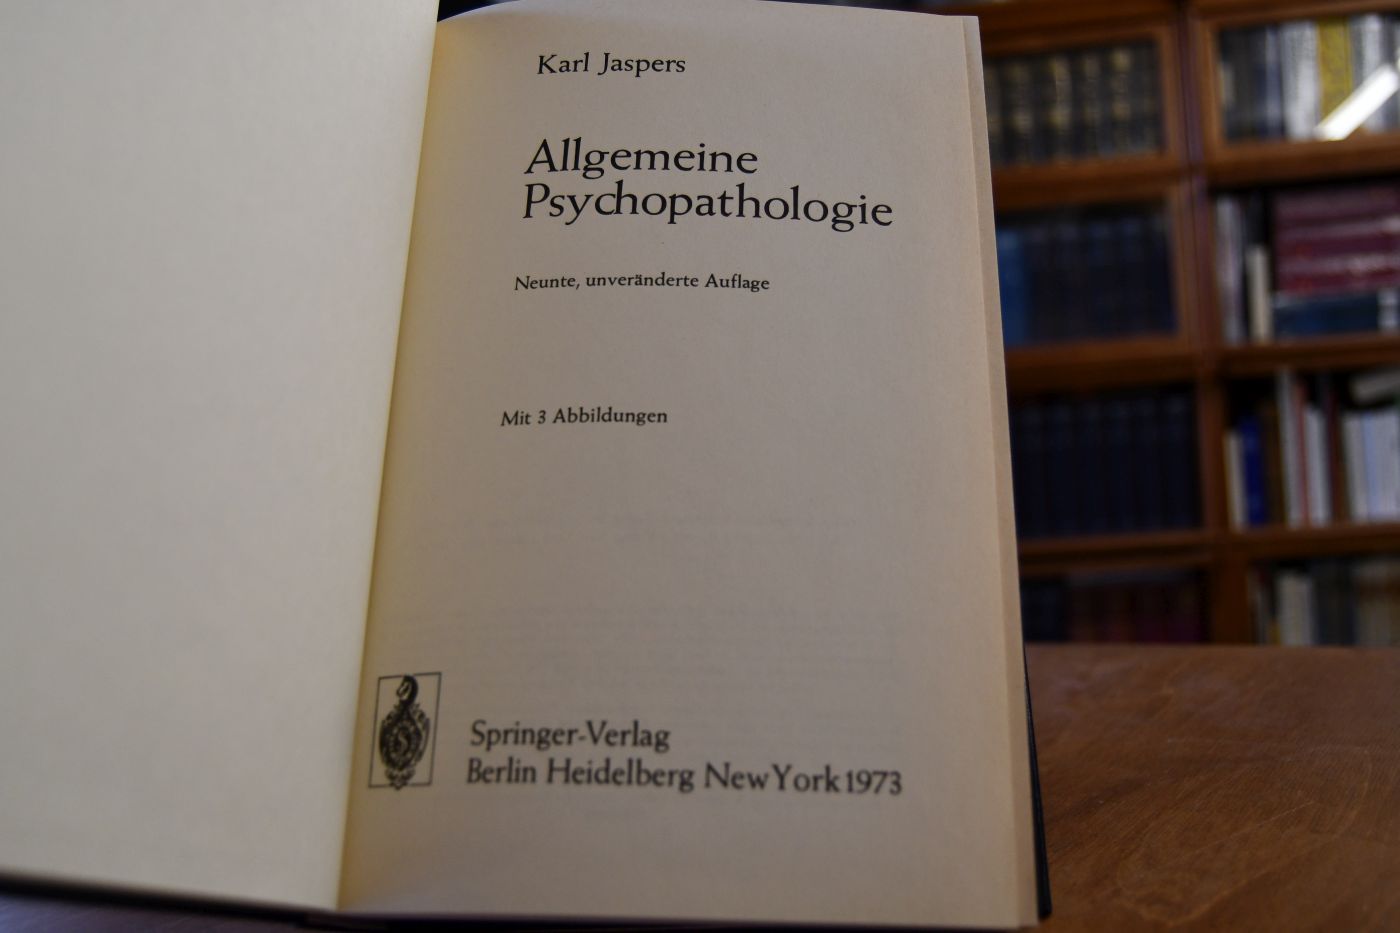 Karl Jaspers
Allgemeine
Psychopathologie
Neunte, unveränderte Auflage
Mit 3 Abbildungen
Springer-Verlag
Berlin Heidelberg New York 1973